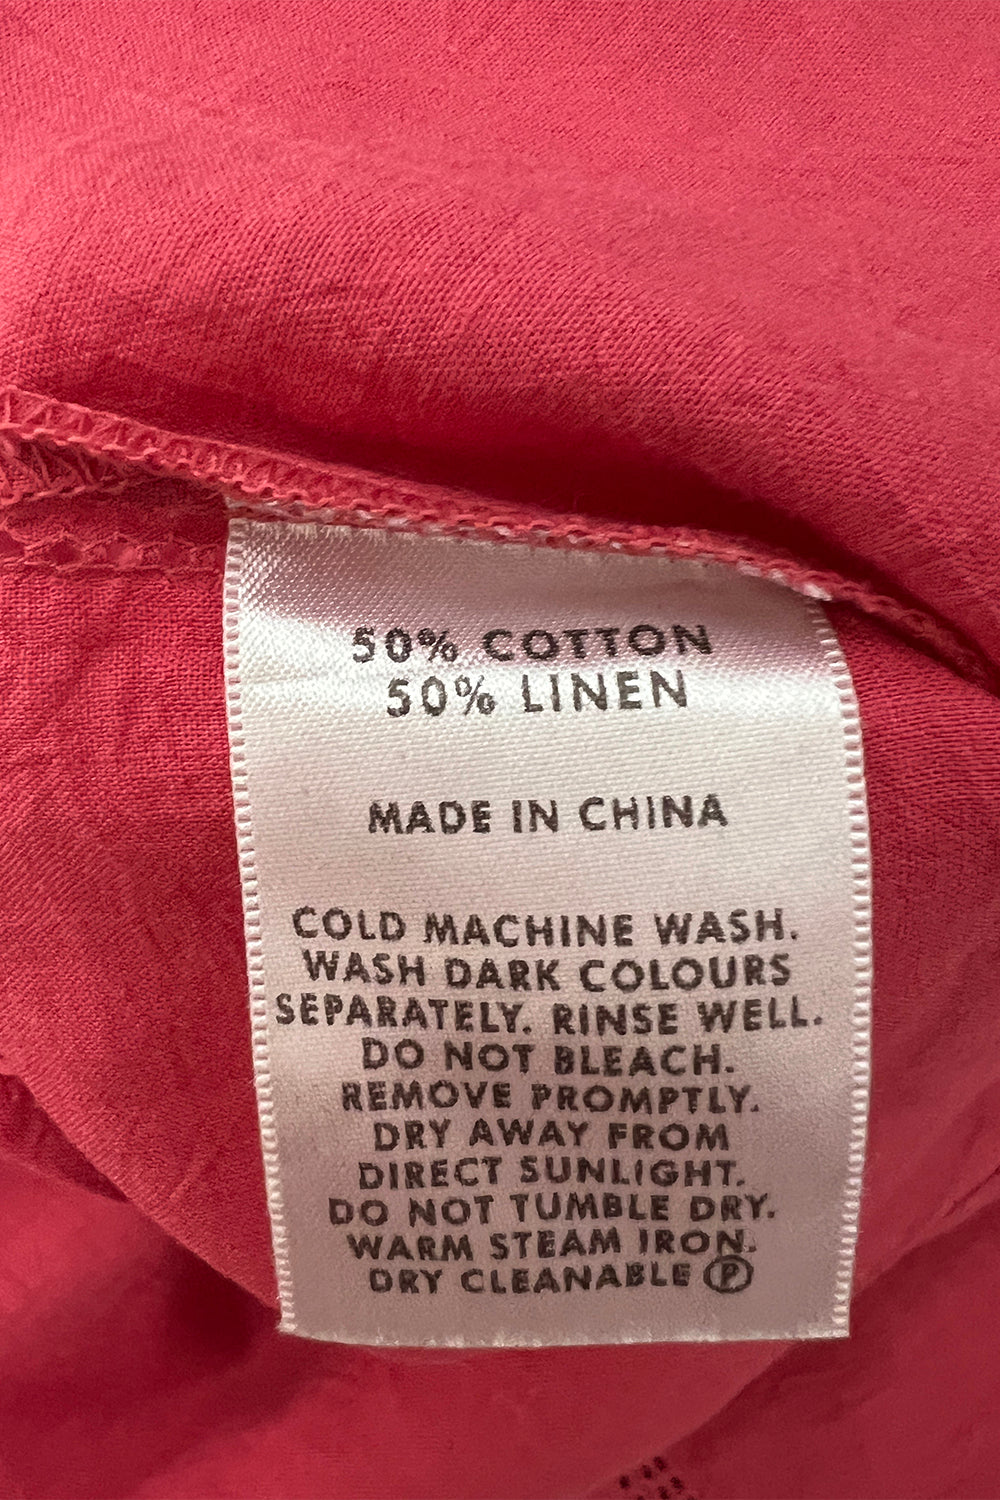 50% COTTON
50% LINEN
MADE IN CHINA
COLD MACHINE WASH.
WASH DARK COLOURS
SEPARATELY. RINSE WELL.
DO NOT BLEACH.
REMOVE PROMPTLY.
DRY AWAY FROM
DIRECT SUNLIGHT.
DO NOT TUMBLE DRY.
WARM STEAM IRON.
DRY CLEANABLE Ⓟ